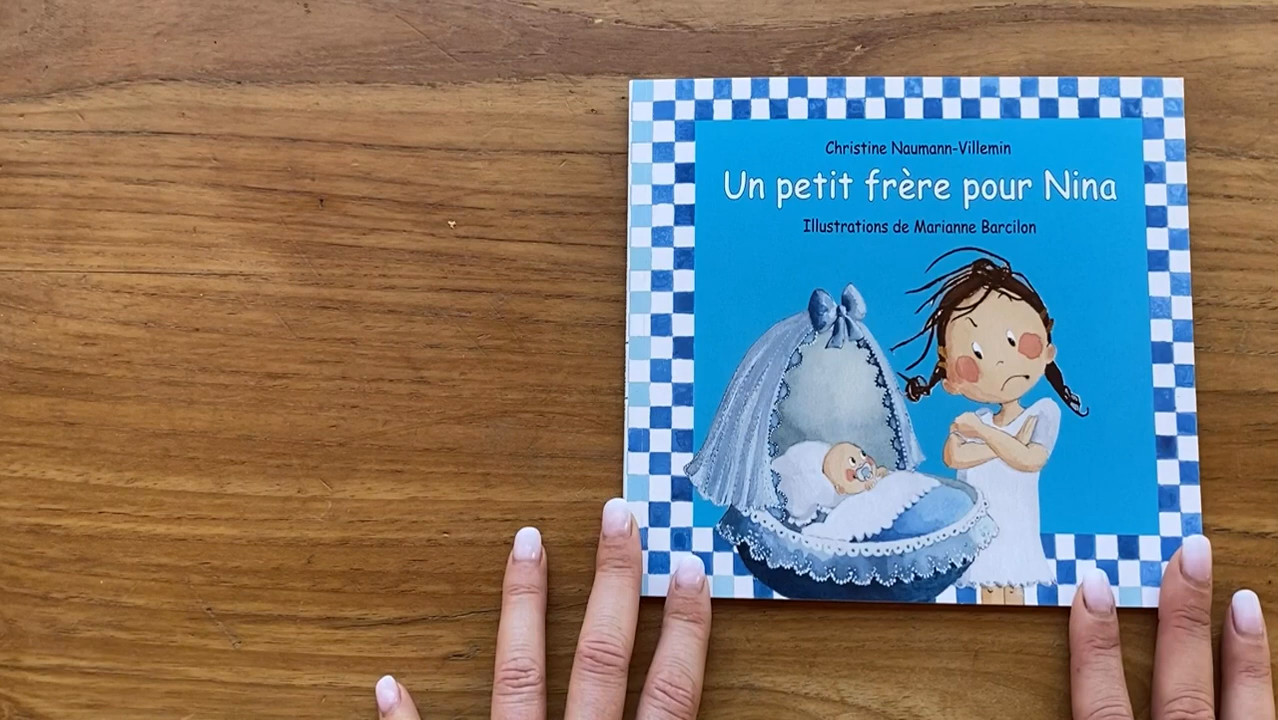 Christine Naumann-Villemin
Un petit frère pour Nina
Illustrations de Marianne Barcilon